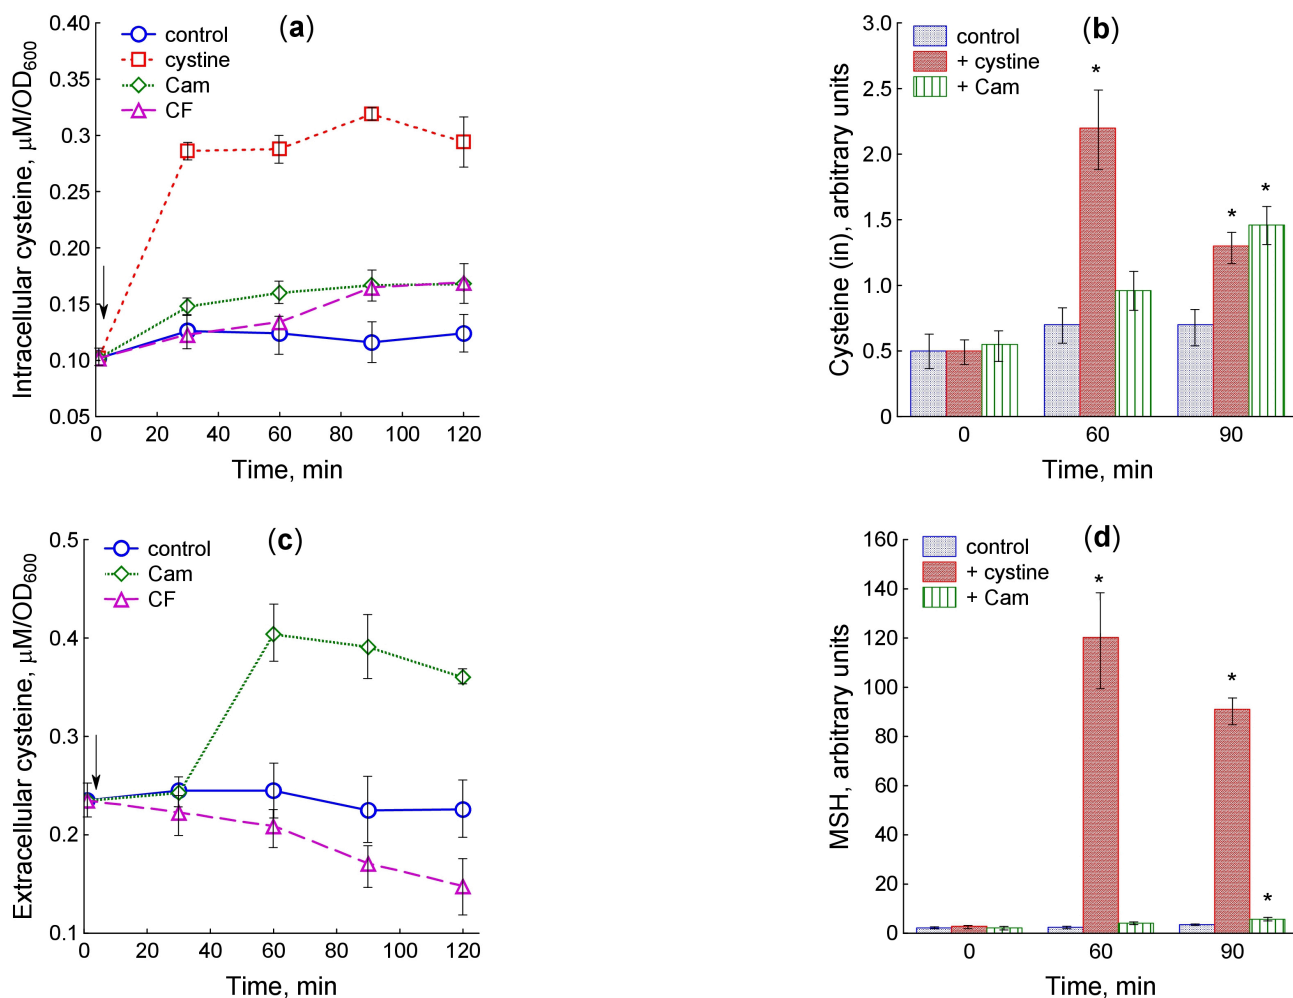 (a)
control
cystine
Cam
CF
Intracellular cysteine, μM/OD600
0.40
0.35
0.3
0.25
0.20
0.15
0.10
0.05
0 20 40 60 80 100 120
Time, min
(b)
control
+ cystine
+ Cam
Cysteine (in), arbitrary units
3.0
2.5
2.0
1.5
1.0
0.5
0
* * *
0 60 90
Time, min
(c)
control
Cam
CF
Extracellular cysteine, μM/OD600
0.5
0.4
0.3
0.2
0.1
0 20 40 60 80 100 120
Time, min
(d)
control
+ cystine
+ Cam
MSH, arbitrary units
160
140
120
100
80
60
40
20
0
* * *
0 60 90
Time, min